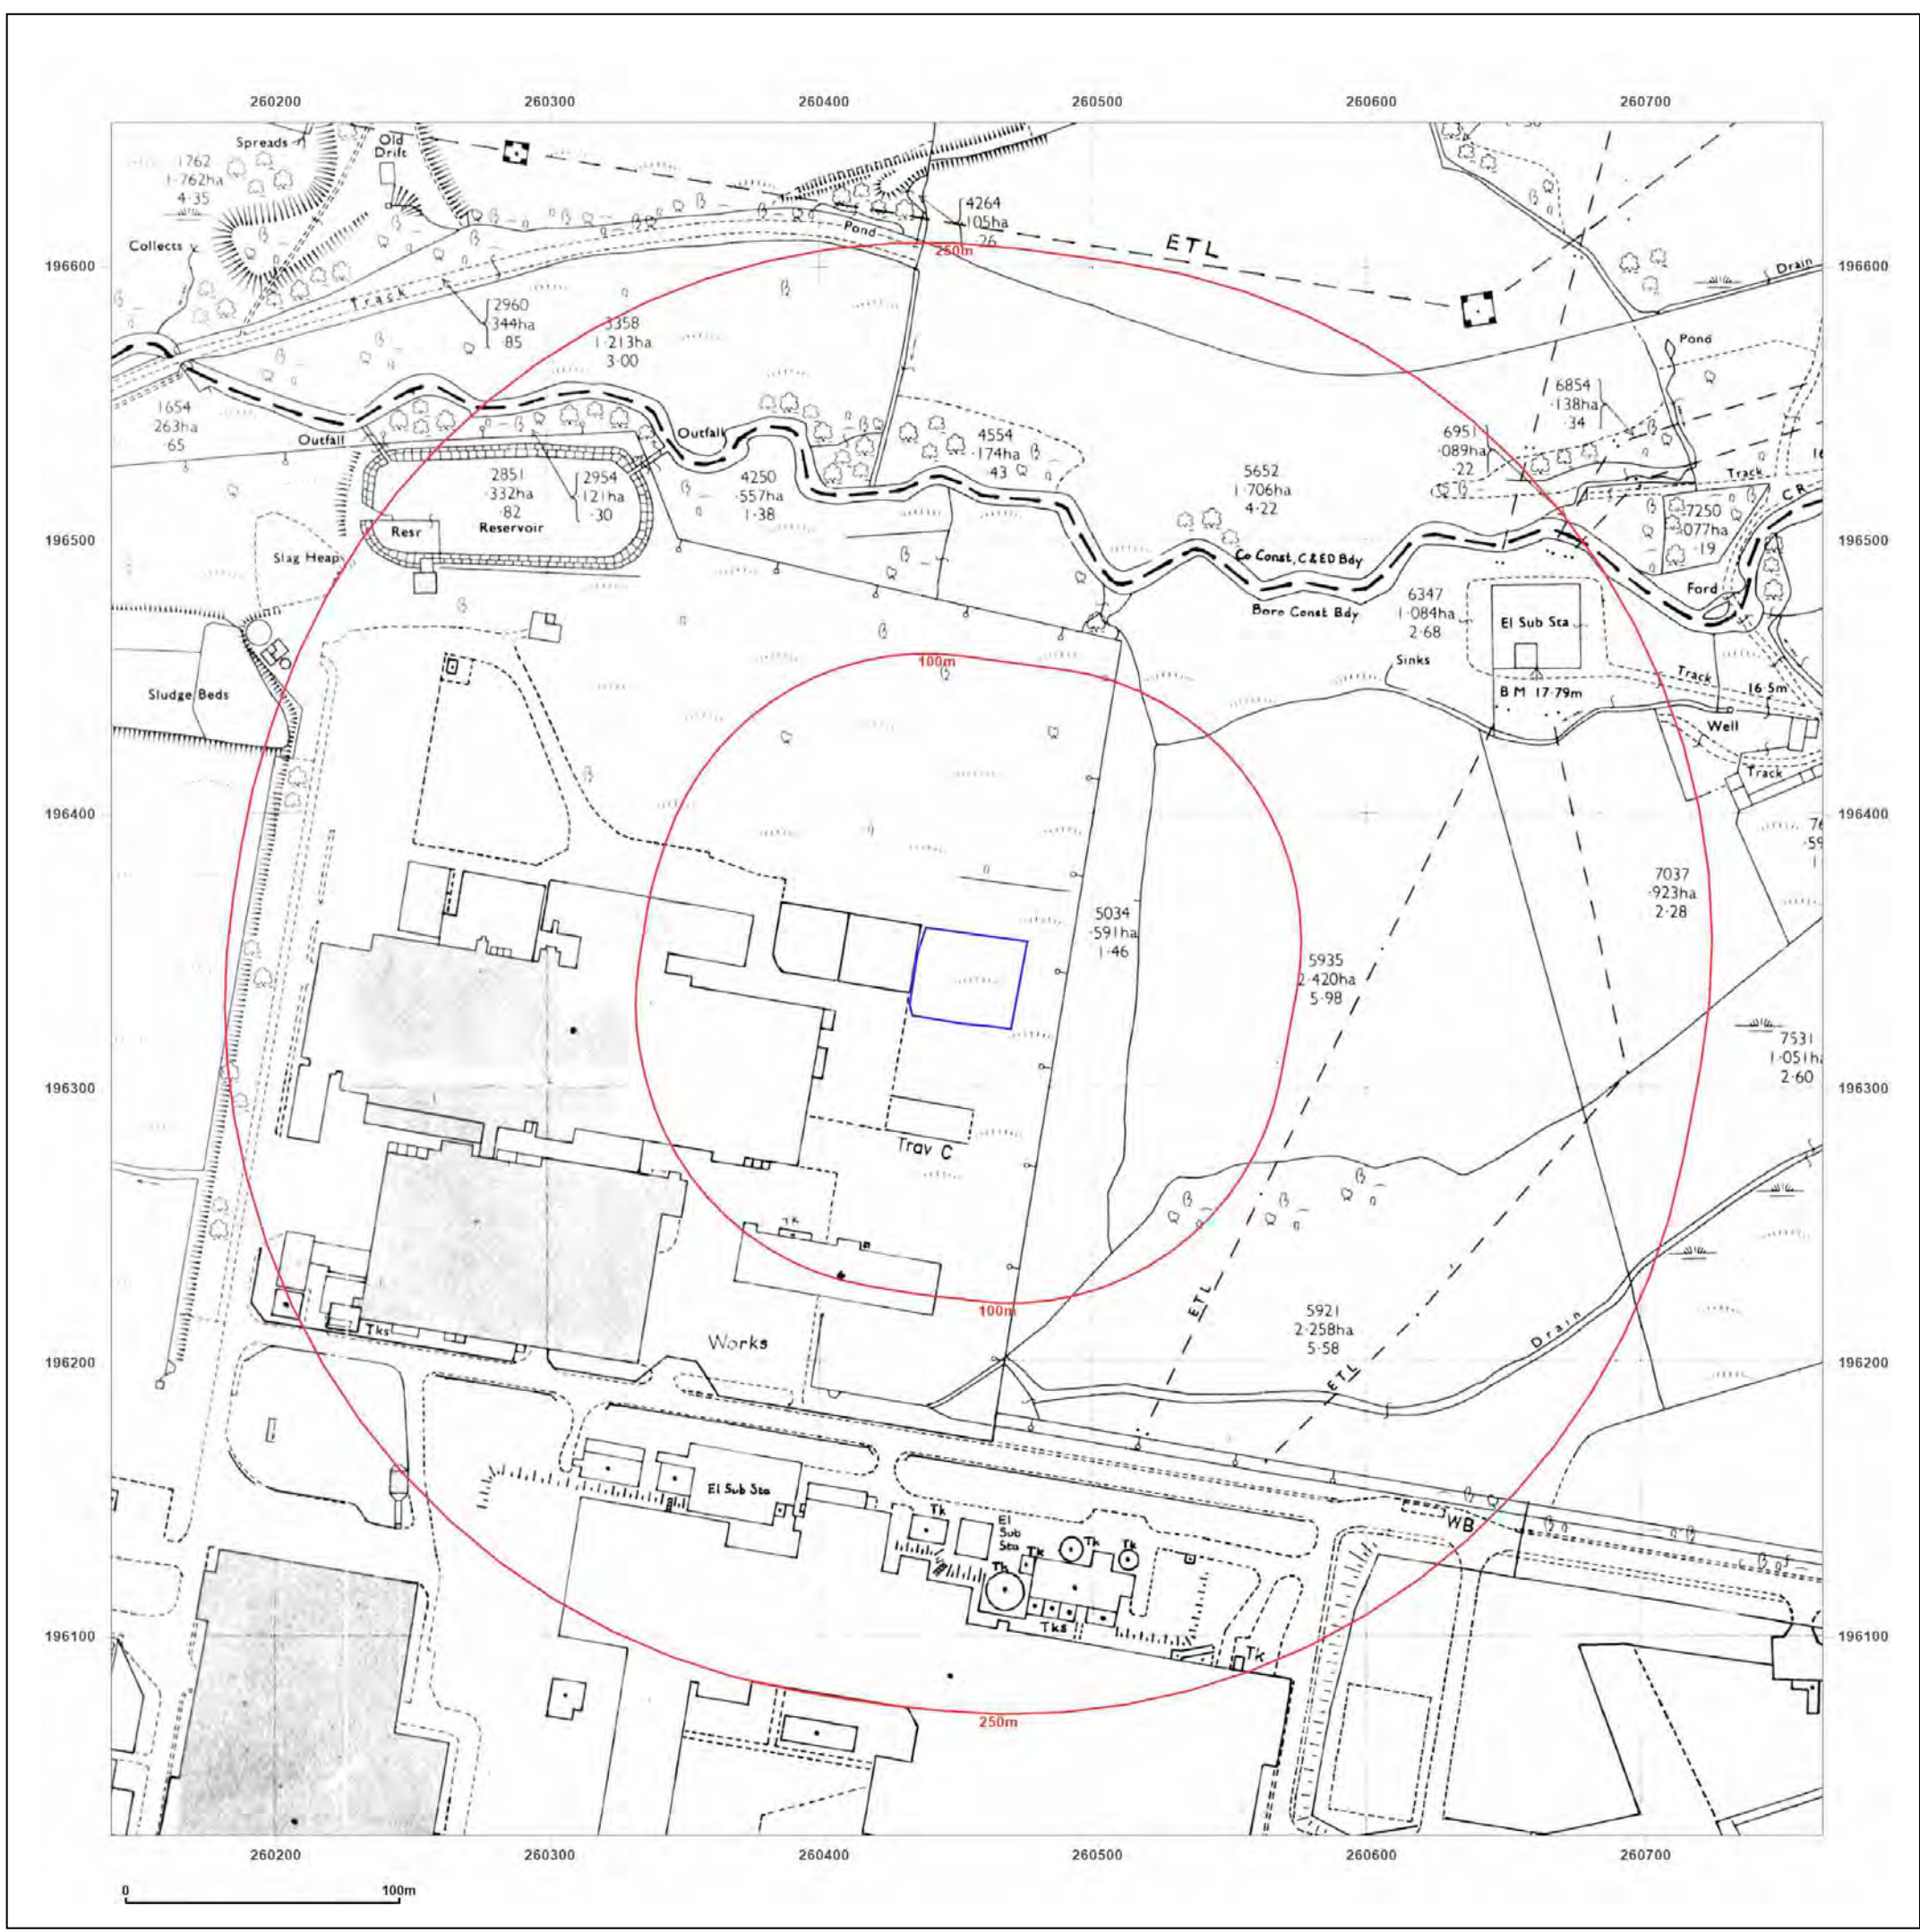 260200 260300 260400 260500 260600 260700
Spreads
Old
Drift
1762
1·762ha
4·35
4264
·105ha
·26
Collects
Pond
ETL
250m
196600
196600
Drain
Track
2960
·344ha
·85
3358
1·213ha
3·00
Pond
6854
·138ha
·34
1654
·263ha
·65
Outfall
Outfall
4554
·174ha
·43
6951
·089ha
·22
2851
·332ha
·82
2954
·121ha
·30
4250
·557ha
1·38
5652
1·706ha
4·22
Track
CR
Resr
Reservoir
7250
·077ha
·19
196500
196500
Slag Heap
Co Const, C & ED Bdy
Boro Const Bdy
6347
1·084ha
2·68
Ford
El Sub Sta
Sinks
100m
Track
Sludge Beds
B M 17·79m
16·5m
Well
Track
196400
196400
7037
·923ha
2·28
5034
·591ha
1·46
5935
2·420ha
5·98
7531
1·051ha
2·60
196300
196300
Trav C
Tk
ETL
100m
5921
2·258ha
5·58
Drain
Tks
Works
196200
196200
ETL
El Sub Sta
Tk
El
Sub
Sta
Tk
Tk
Tk
Tk
WB
Tks
Tk
196100
196100
250m
260200 260300 260400 260500 260600 260700
0 100m